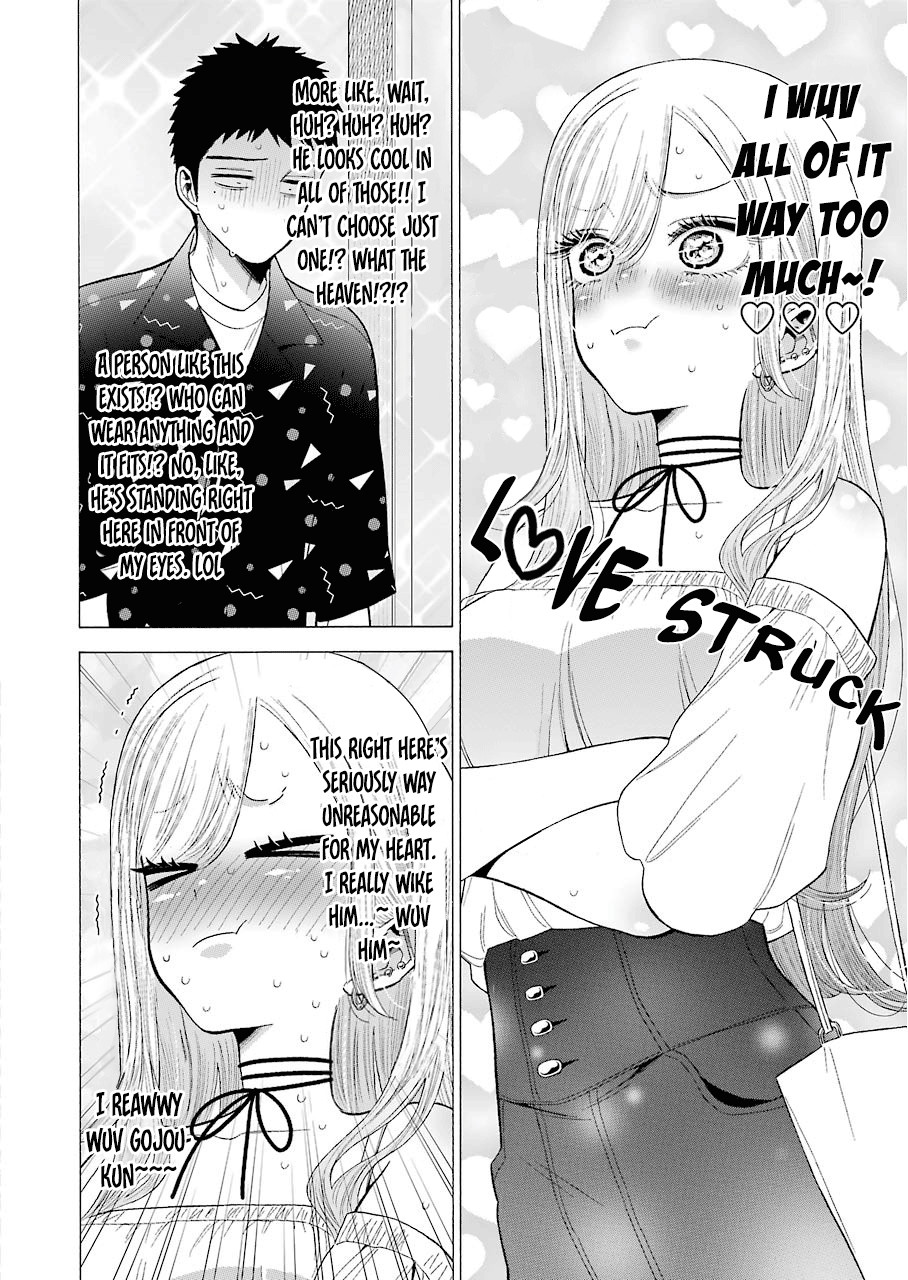 I WUV
ALL OF IT
WAY TOO
MUCH~!
♡♡♡
LOVE STRUCK
MORE LIKE, WAIT,
HUH? HUH? HUH?
HE LOOKS COOL IN
ALL OF THOSE!! I
CAN'T CHOOSE JUST
ONE!? WHAT THE
HEAVEN!?!?
A PERSON LIKE THIS
EXISTS!? WHO CAN
WEAR ANYTHING AND
IT FITS!? NO, LIKE,
HE'S STANDING RIGHT
HERE IN FRONT OF
MY EYES. LOL
THIS RIGHT HERE'S
SERIOUSLY WAY
UNREASONABLE
FOR MY HEART.
I REALLY WIKE
HIM...~ WUV
HIM~
I REAWWY
WUV GOJOU-
KUN~~~